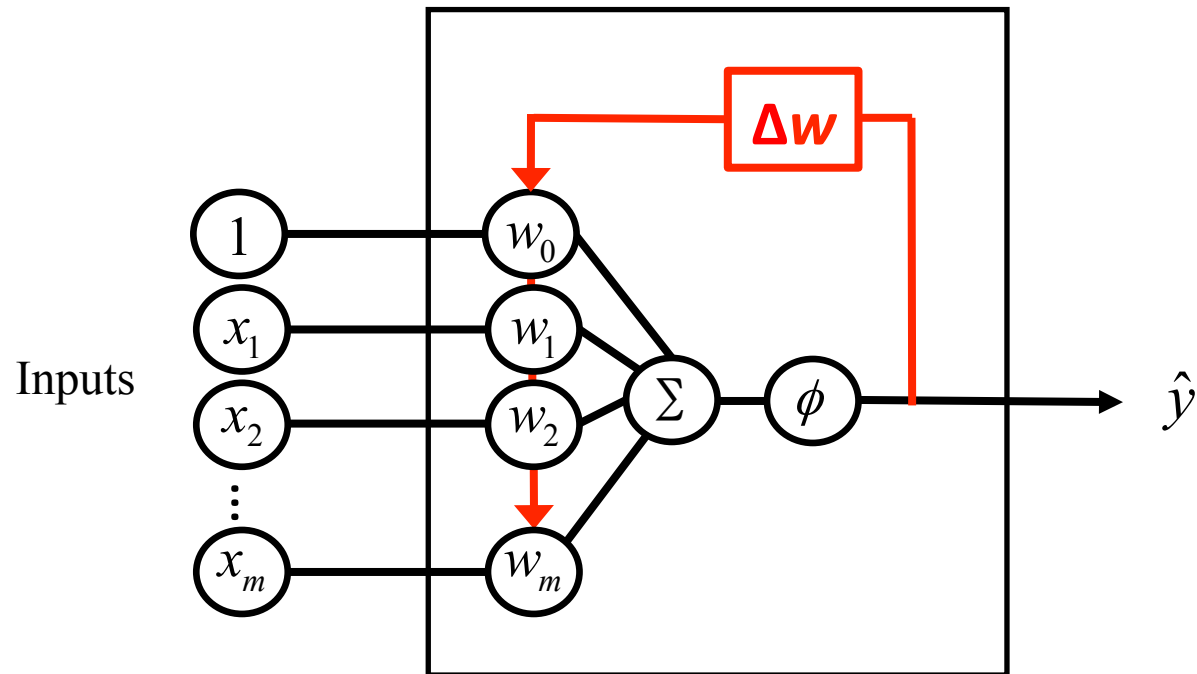 Δw
1 w₀
x₁ w₁
Inputs
x₂ w₂
Σ ϕ ŷ
⋮
xₘ wₘ